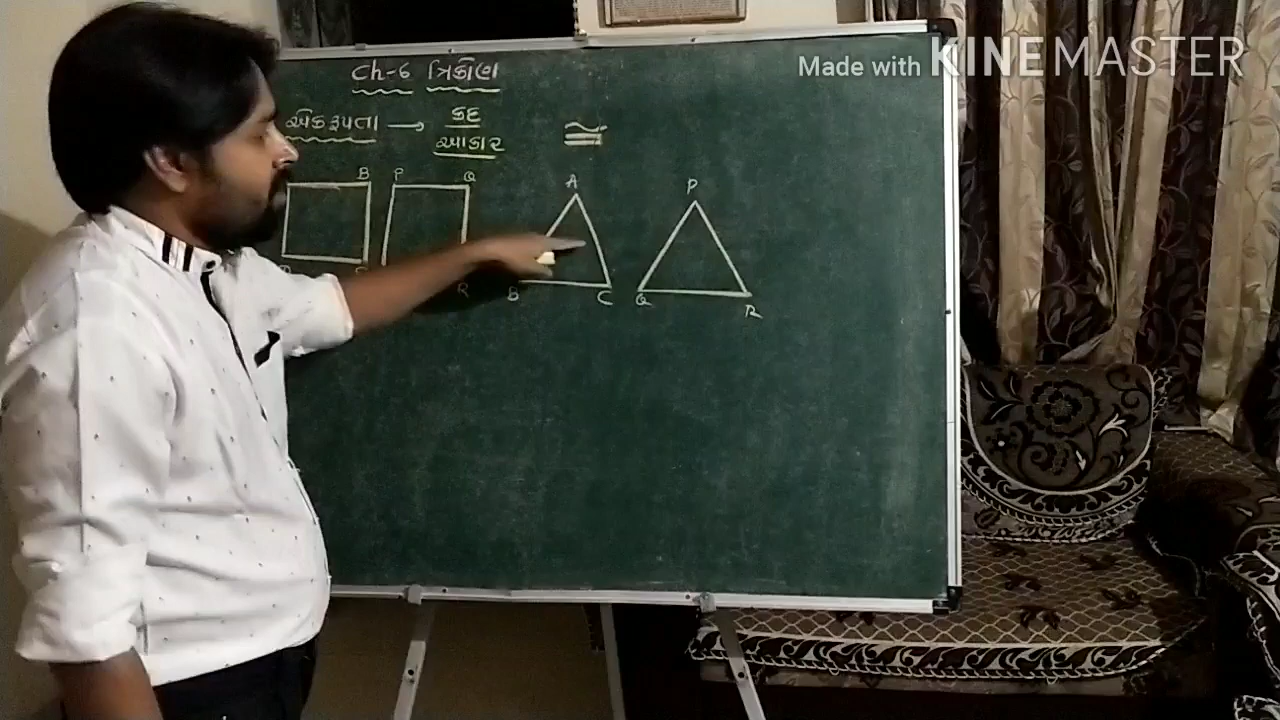 Ch-6 ત્રિકોણ
એકરૂપતા → કદ
આકાર
≅
B P Q
A P
R B C Q R
Made with KINEMASTER